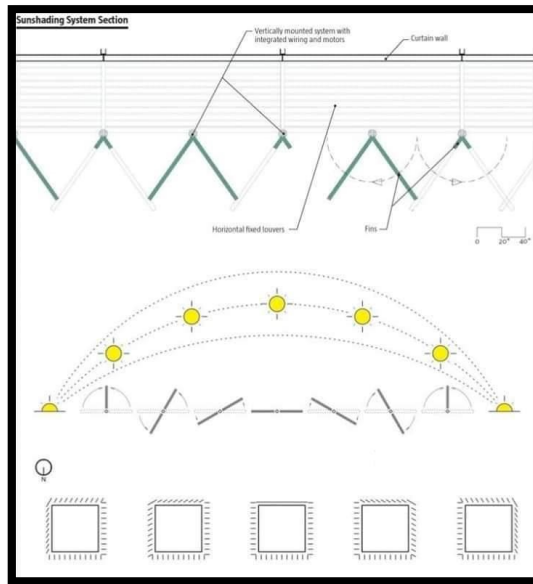 Sunshading System Section
Vertically mounted system with
integrated wiring and motors
Curtain wall
Horizontal fixed louvers
Fins
0 20" 40"
N